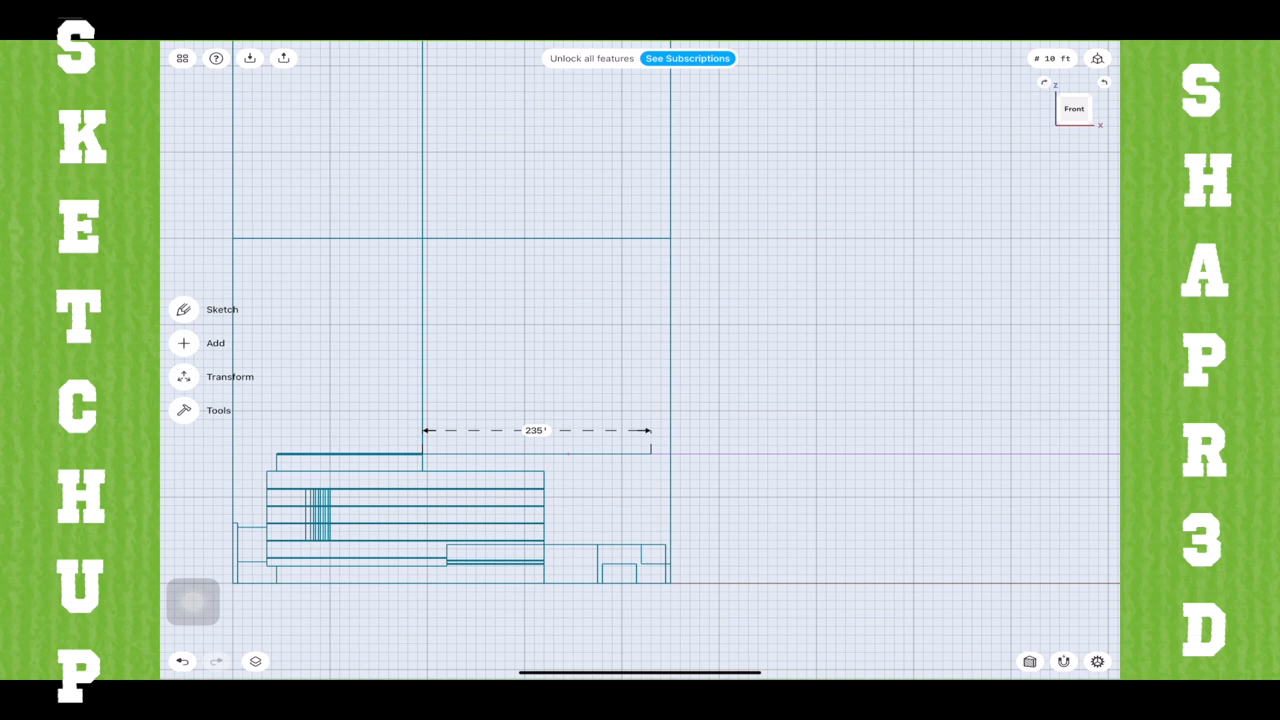 SKETCHUP
Unlock all features See Subscriptions
# 10 ft
Z
Front
X
Sketch
Add
Transform
Tools
235'
SHAPR3D